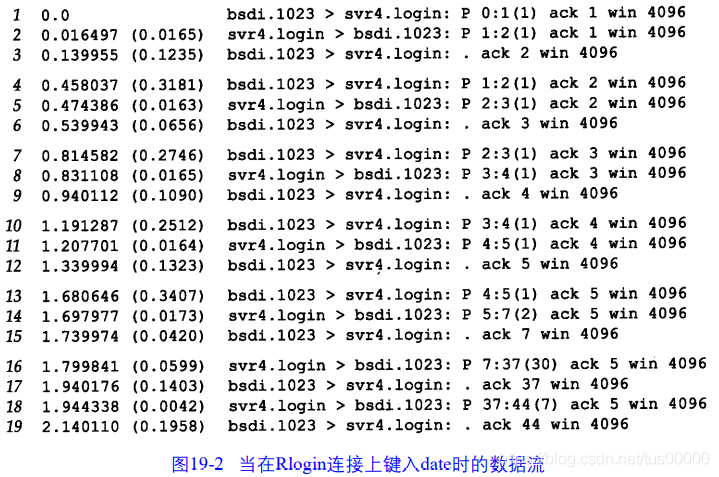 1 0.0 bsdi.1023 > svr4.login: P 0:1(1) ack 1 win 4096
2 0.016497 (0.0165) svr4.login > bsdi.1023: P 1:2(1) ack 1 win 4096
3 0.139955 (0.1235) bsdi.1023 > svr4.login: . ack 2 win 4096
4 0.458037 (0.3181) bsdi.1023 > svr4.login: P 1:2(1) ack 2 win 4096
5 0.474386 (0.0163) svr4.login > bsdi.1023: P 2:3(1) ack 2 win 4096
6 0.539943 (0.0656) bsdi.1023 > svr4.login: . ack 3 win 4096
7 0.814582 (0.2746) bsdi.1023 > svr4.login: P 2:3(1) ack 3 win 4096
8 0.831108 (0.0165) svr4.login > bsdi.1023: P 3:4(1) ack 3 win 4096
9 0.940112 (0.1090) bsdi.1023 > svr4.login: . ack 4 win 4096
10 1.191287 (0.2512) bsdi.1023 > svr4.login: P 3:4(1) ack 4 win 4096
11 1.207701 (0.0164) svr4.login > bsdi.1023: P 4:5(1) ack 4 win 4096
12 1.339994 (0.1323) bsdi.1023 > svr4.login: . ack 5 win 4096
13 1.680646 (0.3407) bsdi.1023 > svr4.login: P 4:5(1) ack 5 win 4096
14 1.697977 (0.0173) svr4.login > bsdi.1023: P 5:7(2) ack 5 win 4096
15 1.739974 (0.0420) bsdi.1023 > svr4.login: . ack 7 win 4096
16 1.799841 (0.0599) svr4.login > bsdi.1023: P 7:37(30) ack 5 win 4096
17 1.940176 (0.1403) bsdi.1023 > svr4.login: . ack 37 win 4096
18 1.944338 (0.0042) svr4.login > bsdi.1023: P 37:44(7) ack 5 win 4096
19 2.140110 (0.1958) bsdi.1023 > svr4.login: . ack 44 win 4096
图19-2 当在Rlogin连接上键入date时的数据流
blog.csdn.net/tus00000